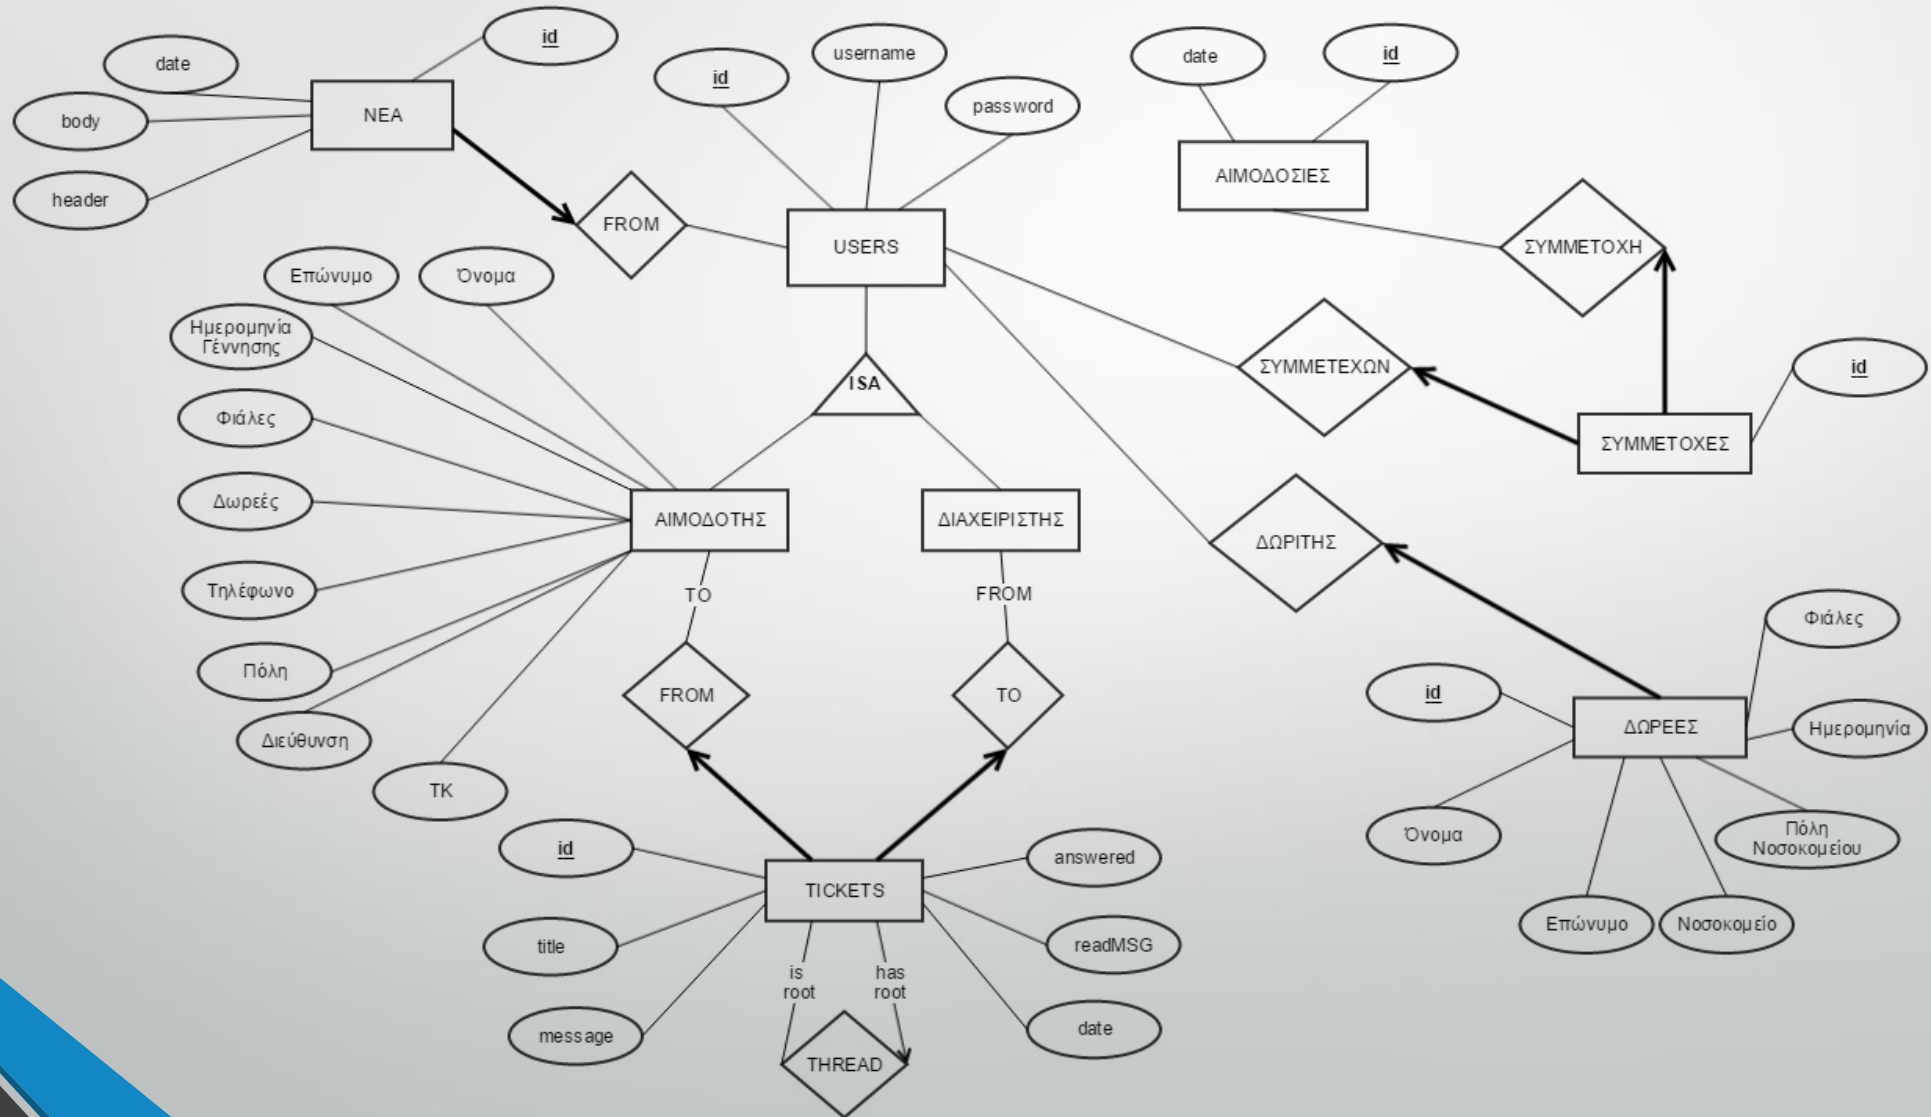 id
date
ΝΕΑ
body
header
FROM
id
username
password
USERS
date
id
ΑΙΜΟΔΟΣΙΕΣ
ΣΥΜΜΕΤΟΧΗ
ΣΥΜΜΕΤΕΧΩΝ
id
ΣΥΜΜΕΤΟΧΕΣ
Επώνυμο
Όνομα
Ημερομηνία
Γέννησης
Φιάλες
Δωρεές
Τηλέφωνο
Πόλη
Διεύθυνση
ΤΚ
ISA
ΑΙΜΟΔΟΤΗΣ
ΔΙΑΧΕΙΡΙΣΤΗΣ
ΔΩΡΙΤΗΣ
TO
FROM
FROM
TO
Φιάλες
id
ΔΩΡΕΕΣ
Ημερομηνία
Όνομα
Πόλη
Νοσοκομείου
Επώνυμο
Νοσοκομείο
id
answered
TICKETS
title
readMSG
is
root
has
root
message
date
THREAD